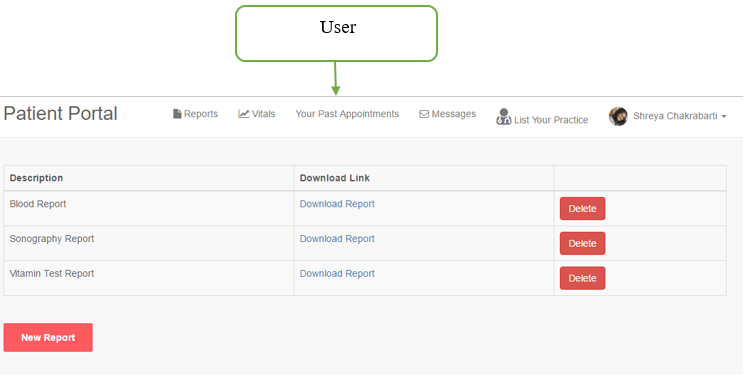 User
Patient Portal Reports Vitals Your Past Appointments Messages List Your Practice Shreya Chakrabarti
Description Download Link
Blood Report Download Report Delete
Sonography Report Download Report Delete
Vitamin Test Report Download Report Delete
New Report